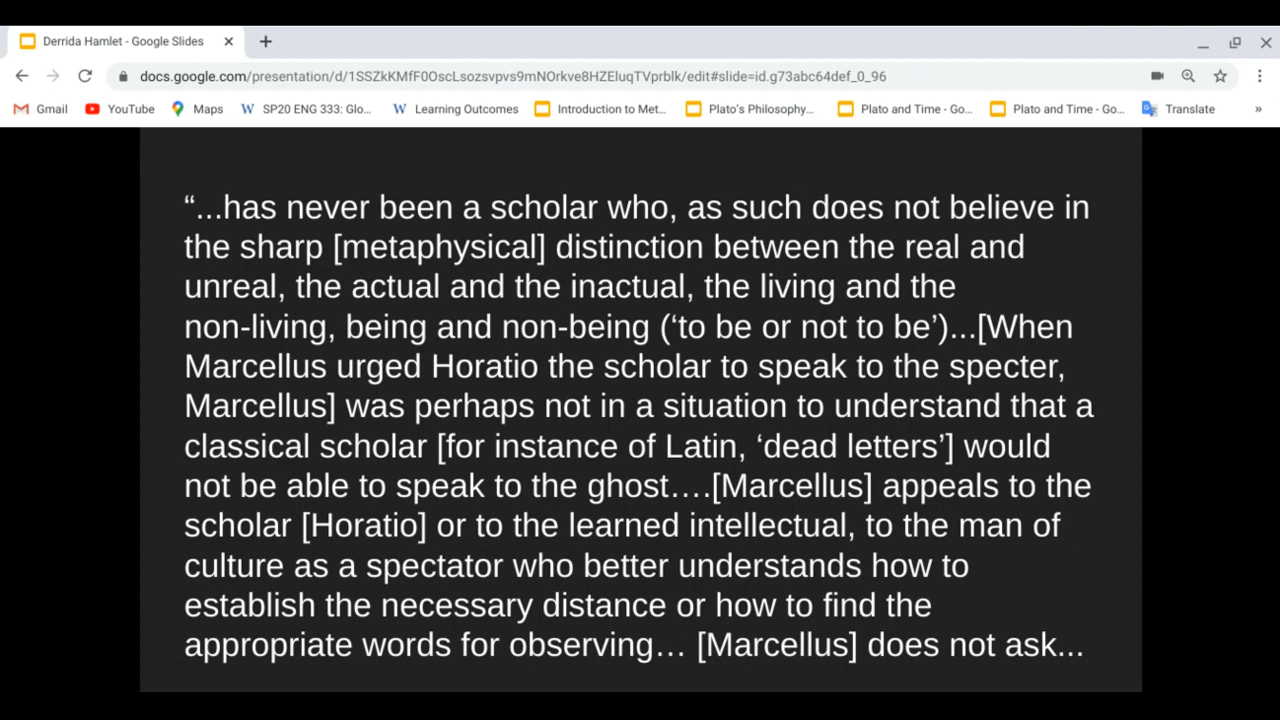 Derrida Hamlet - Google Slides
docs.google.com/presentation/d/1SSZkKMfF0OscLsozsvpvs9mNOrkve8HZEluqTVprblk/edit#slide=id.g73abc64def_0_96
Gmail YouTube Maps SP20 ENG 333: Glo... Learning Outcomes Introduction to Met... Plato's Philosophy... Plato and Time - Go... Plato and Time - Go... Translate »
“...has never been a scholar who, as such does not believe in
the sharp [metaphysical] distinction between the real and
unreal, the actual and the inactual, the living and the
non-living, being and non-being (‘to be or not to be’)...[When
Marcellus urged Horatio the scholar to speak to the specter,
Marcellus] was perhaps not in a situation to understand that a
classical scholar [for instance of Latin, ‘dead letters’] would
not be able to speak to the ghost….[Marcellus] appeals to the
scholar [Horatio] or to the learned intellectual, to the man of
culture as a spectator who better understands how to
establish the necessary distance or how to find the
appropriate words for observing… [Marcellus] does not ask...